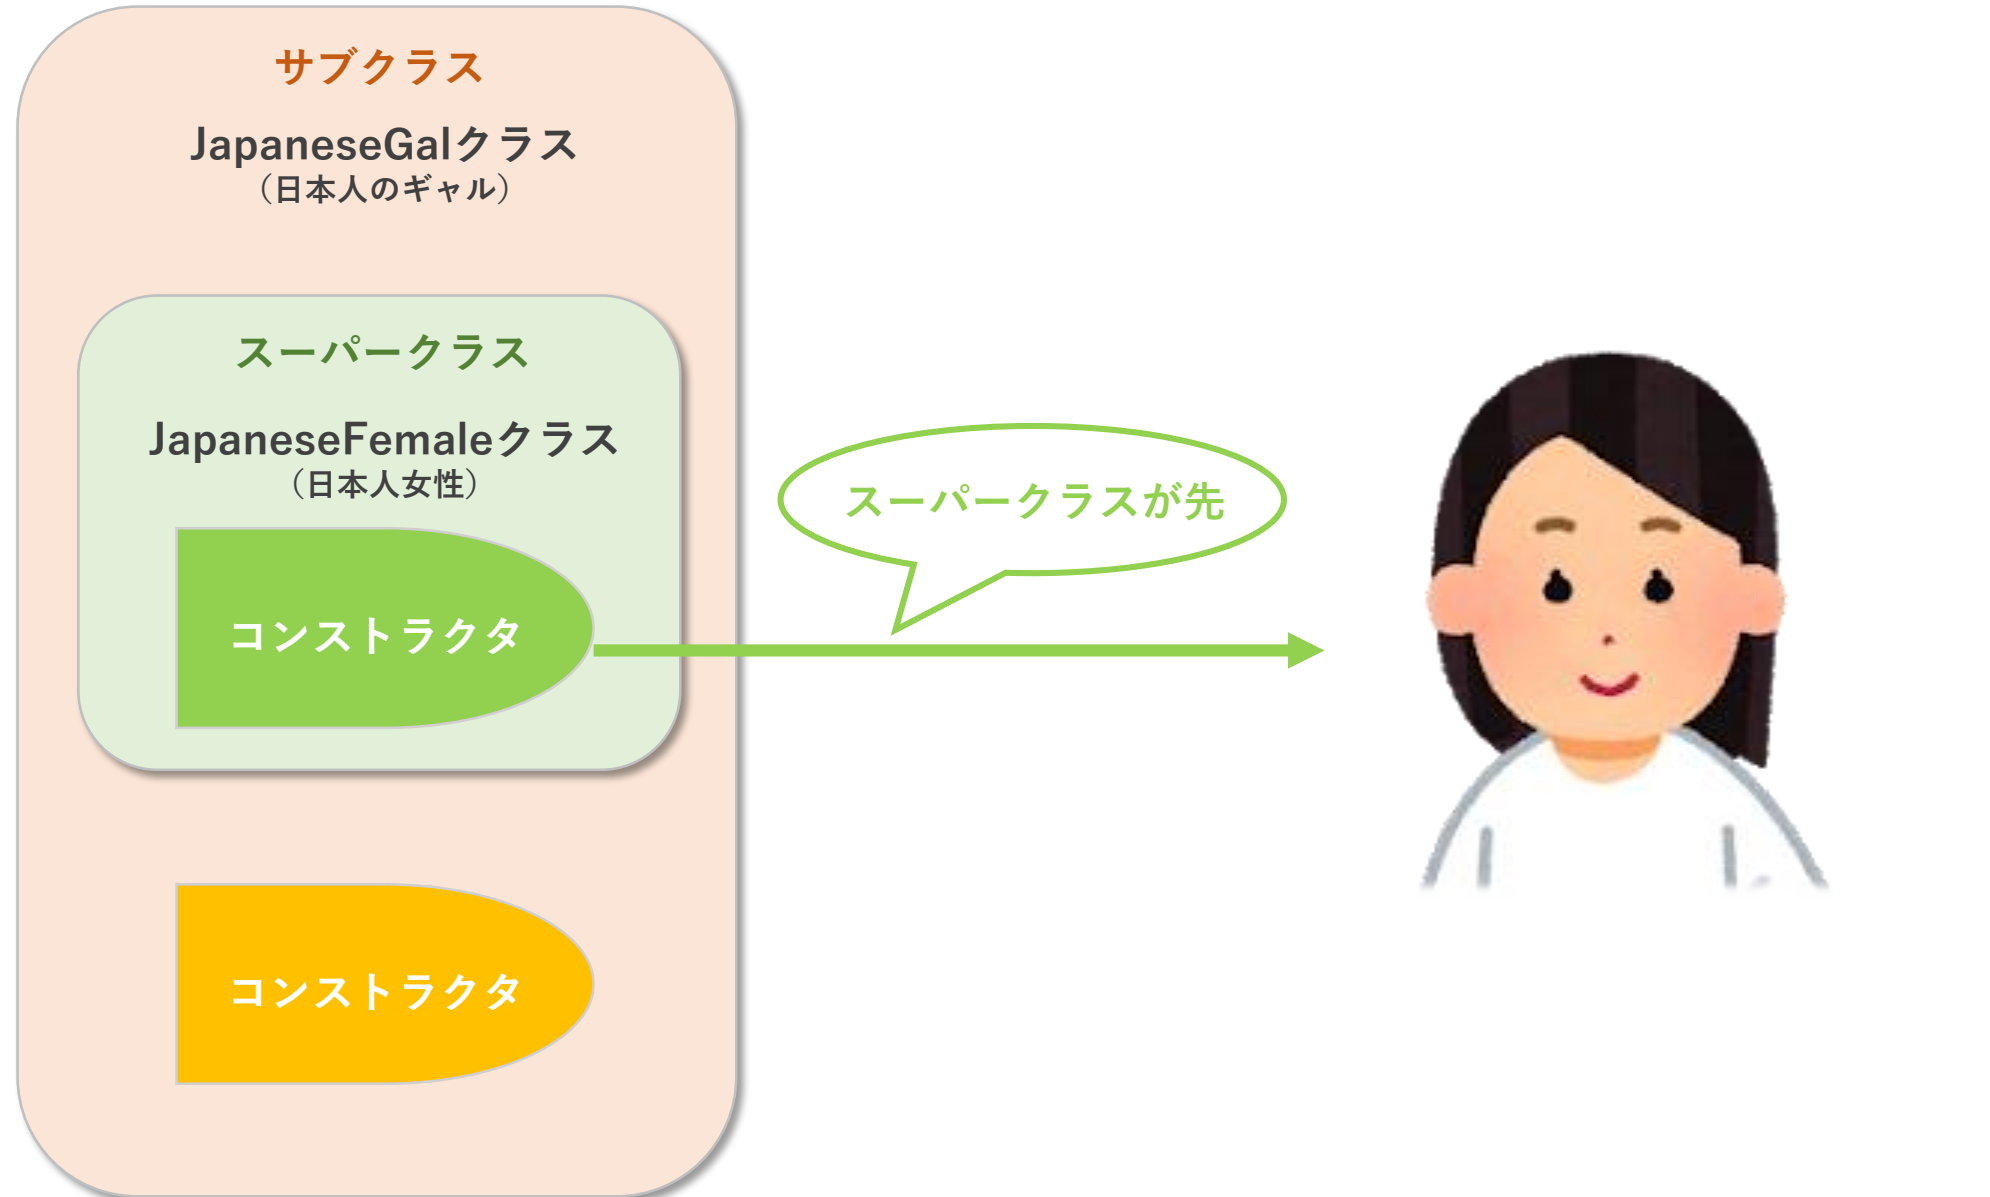 サブクラス
JapaneseGalクラス
（日本人のギャル）
スーパークラス
JapaneseFemaleクラス
（日本人女性）
コンストラクタ
スーパークラスが先
コンストラクタ